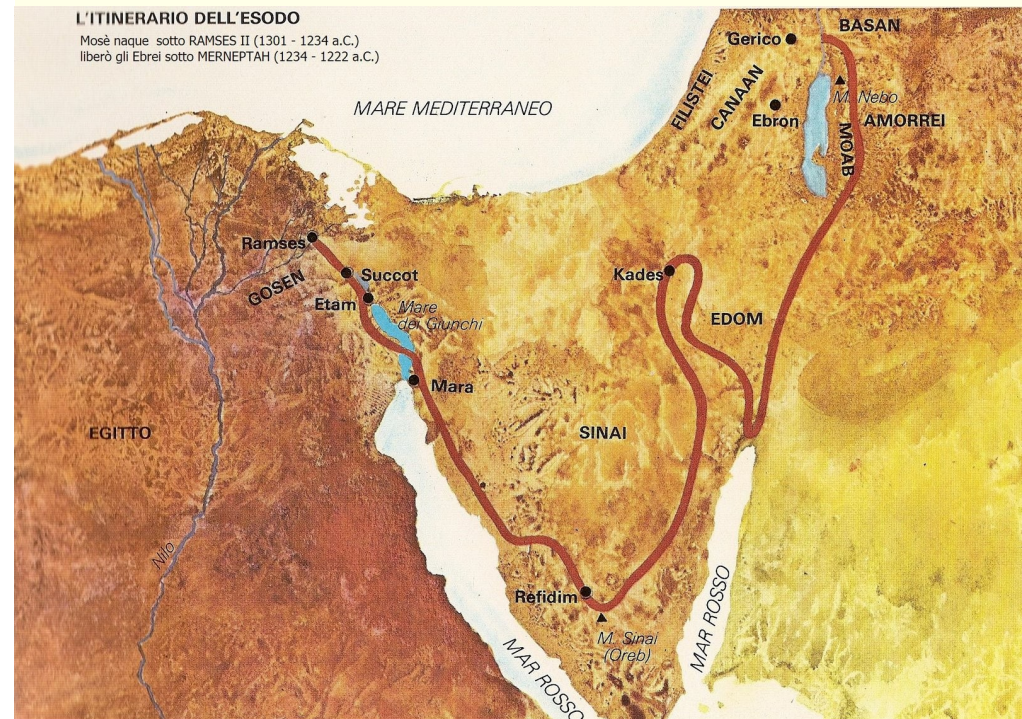 L'ITINERARIO DELL'ESODO
Mosè naque sotto RAMSES II (1301 - 1234 a.C.)
liberò gli Ebrei sotto MERNEPTAH (1234 - 1222 a.C.)
BASAN
Gerico
MARE MEDITERRANEO
FILISTEI
CANAAN
M. Nebo
Ebron
AMORREI
MOAB
Ramses
Succot
GOSEN
Etam
Mare
dei Giunchi
Kades
EDOM
Mara
EGITTO
SINAI
Nilo
Refidim
M. Sinai
(Oreb)
MAR ROSSO
MAR ROSSO